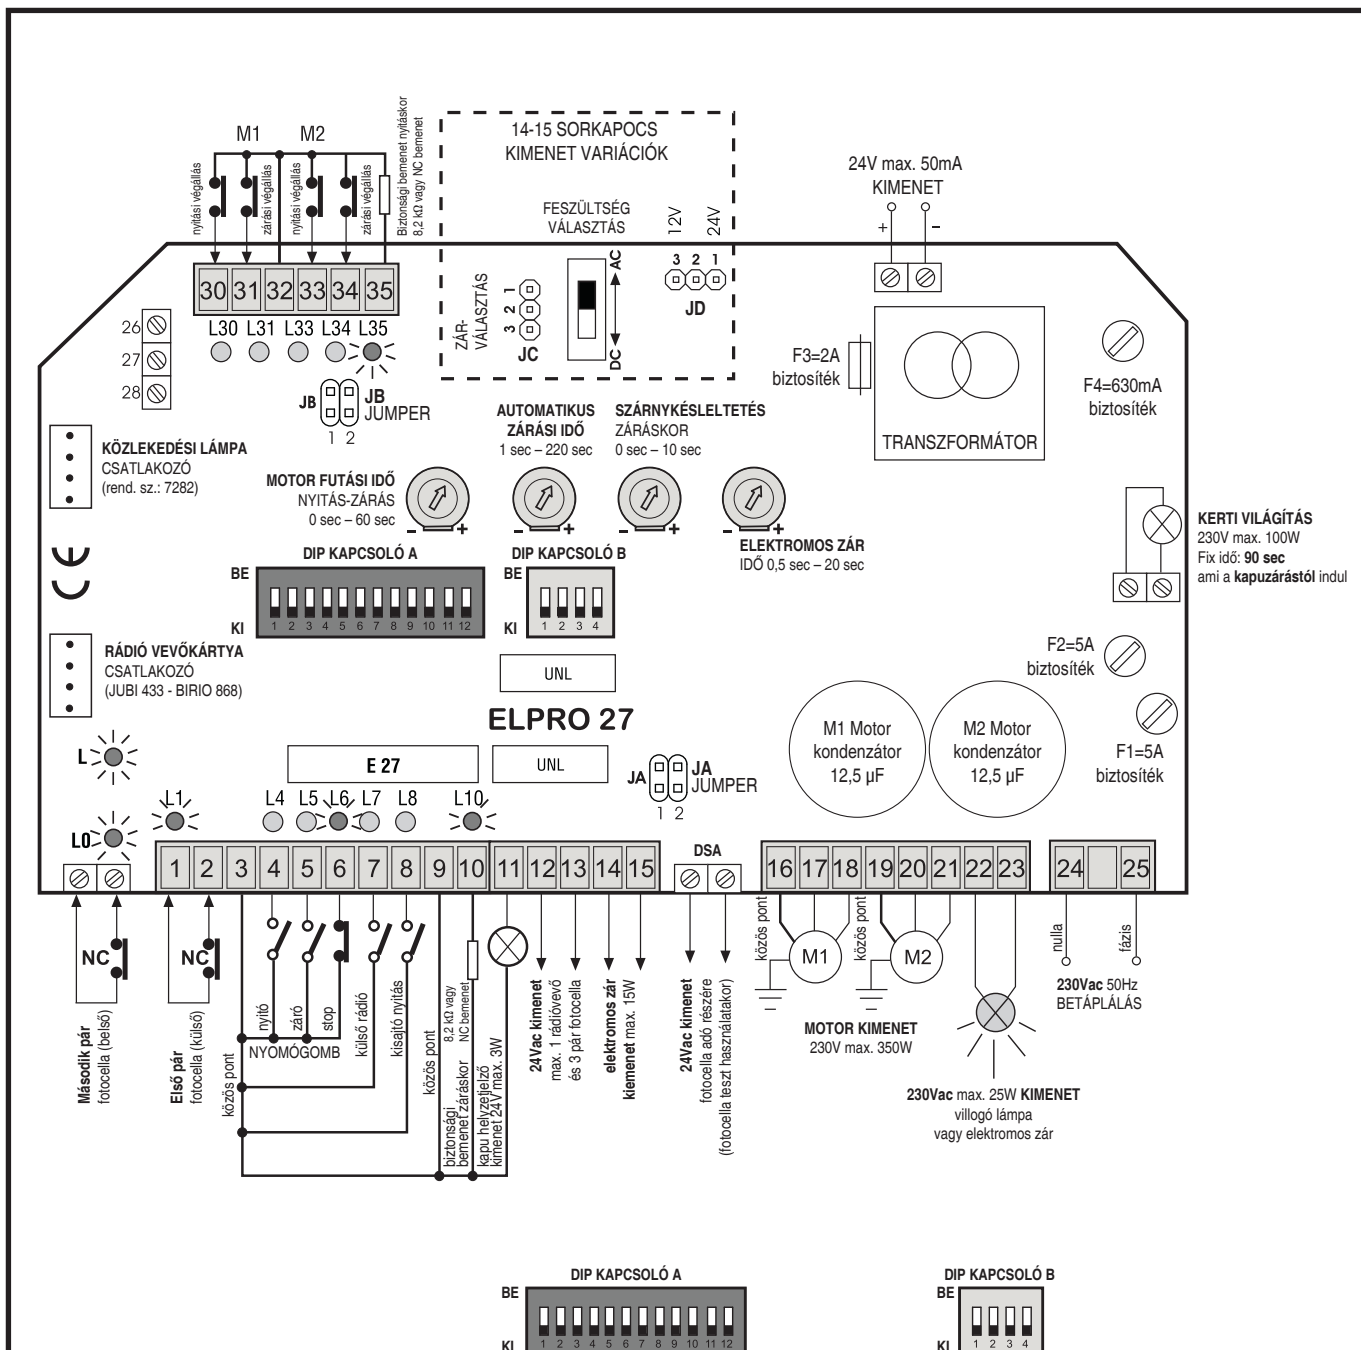 M1 M2
nyitási végállás
zárási végállás
nyitási végállás
zárási végállás
Biztonsági bemenet nyitáskor
8,2 kΩ vagy NC bemenet
30 31 32 33 34 35
L30 L31 L33 L34 L35
14-15 SORKAPOCS
KIMENET VARIÁCIÓK
FESZÜLTSÉG
VÁLASZTÁS
12V 24V
3 2 1
JD
ZÁR-
VÁLASZTÁS
1 2 3
JC
AC
DC
24V max. 50mA
KIMENET
+ −
26
27
28
JB JB
JUMPER
1 2
F3=2A
biztosíték
TRANSZFORMÁTOR
F4=630mA
biztosíték
KÖZLEKEDÉSI LÁMPA
CSATLAKOZÓ
(rend. sz.: 7282)
MOTOR FUTÁSI IDŐ
NYITÁS-ZÁRÁS
0 sec – 60 sec
- +
AUTOMATIKUS
ZÁRÁSI IDŐ
1 sec – 220 sec
- +
SZÁRNYKÉSLELTETÉS
ZÁRÁSKOR
0 sec – 10 sec
- +
ELEKTROMOS ZÁR
IDŐ 0,5 sec – 20 sec
- +
KERTI VILÁGÍTÁS
230V max. 100W
Fix idő: 90 sec
ami a kapuzárástól indul
CE
DIP KAPCSOLÓ A
BE
KI
1 2 3 4 5 6 7 8 9 10 11 12
DIP KAPCSOLÓ B
BE
KI
1 2 3 4
RÁDIÓ VEVŐKÁRTYA
CSATLAKOZÓ
(JUBI 433 - BIRIO 868)
UNL
ELPRO 27
F2=5A
biztosíték
M1 Motor
kondenzátor
12,5 µF
M2 Motor
kondenzátor
12,5 µF
F1=5A
biztosíték
L
E 27
UNL
JA JA
JUMPER
1 2
L0
L1 L4 L5 L6 L7 L8 L10
1 2 3 4 5 6 7 8 9 10 11 12 13 14 15
DSA
16 17 18 19 20 21 22 23
24 25
NC
Második pár
fotocella (belső)
NC
Első pár
fotocella (külső)
közös pont
nyitó
záró
stop
NYOMÓGOMB
külső rádió
kisajtó nyitás
közös pont
biztonsági
bemenet záráskor
8,2 kΩ vagy
NC bemenet
kapu helyzetjelző
kimenet 24V max. 3W
24Vac kimenet
max. 1 rádióvevő
és 3 pár fotocella
elektromos zár
kiemenet max. 15W
24Vac kimenet
fotocella adó részére
(fotocella teszt használatakor)
közös pont
M1
közös pont
M2
MOTOR KIMENET
230V max. 350W
230Vac max. 25W KIMENET
villogó lámpa
vagy elektromos zár
nulla
fázis
230Vac 50Hz
BETÁPLÁLÁS
DIP KAPCSOLÓ A
BE
KI
1 2 3 4 5 6 7 8 9 10 11 12
DIP KAPCSOLÓ B
BE
KI
1 2 3 4